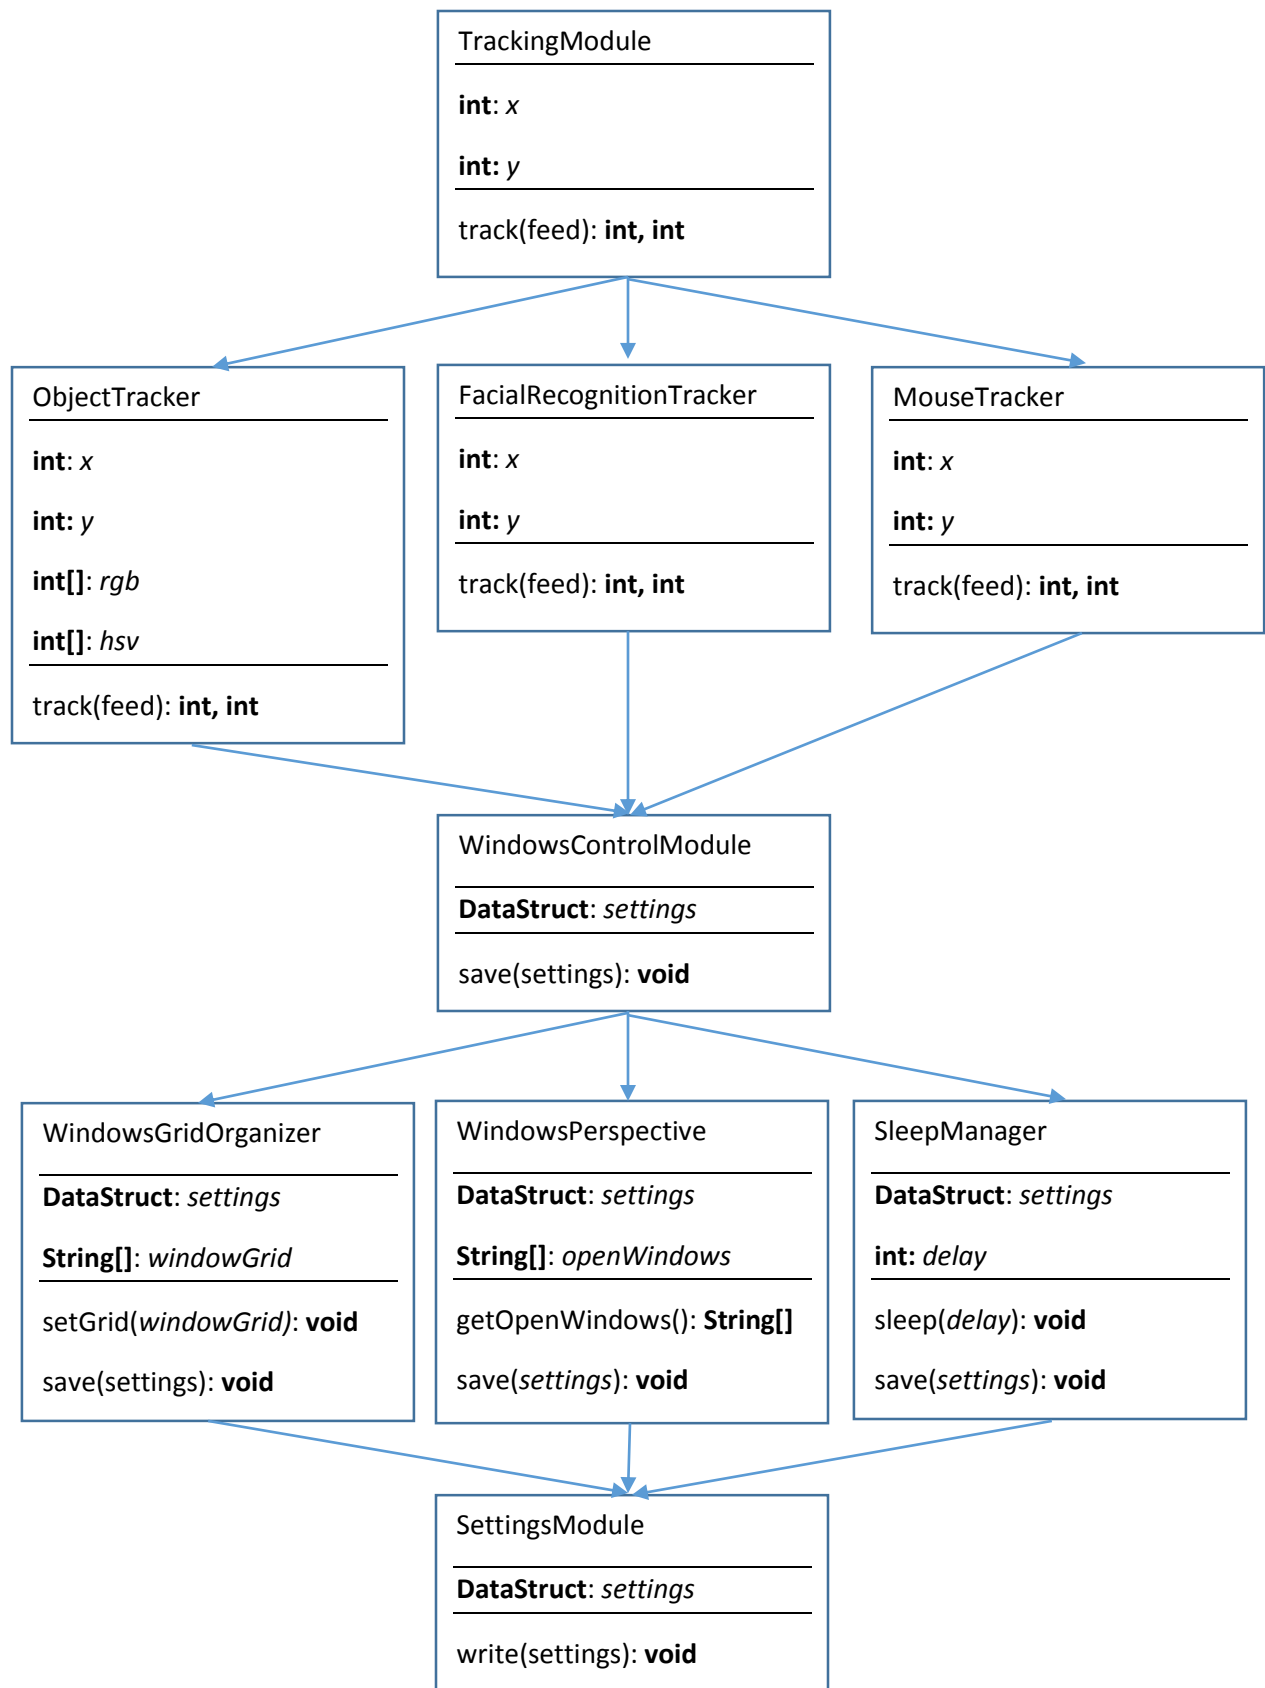 TrackingModule
int: x
int: y
track(feed): int, int
ObjectTracker
int: x
int: y
int[]: rgb
int[]: hsv
track(feed): int, int
FacialRecognitionTracker
int: x
int: y
track(feed): int, int
MouseTracker
int: x
int: y
track(feed): int, int
WindowsControlModule
DataStruct: settings
save(settings): void
WindowsGridOrganizer
DataStruct: settings
String[]: windowGrid
setGrid(windowGrid): void
save(settings): void
WindowsPerspective
DataStruct: settings
String[]: openWindows
getOpenWindows(): String[]
save(settings): void
SleepManager
DataStruct: settings
int: delay
sleep(delay): void
save(settings): void
SettingsModule
DataStruct: settings
write(settings): void